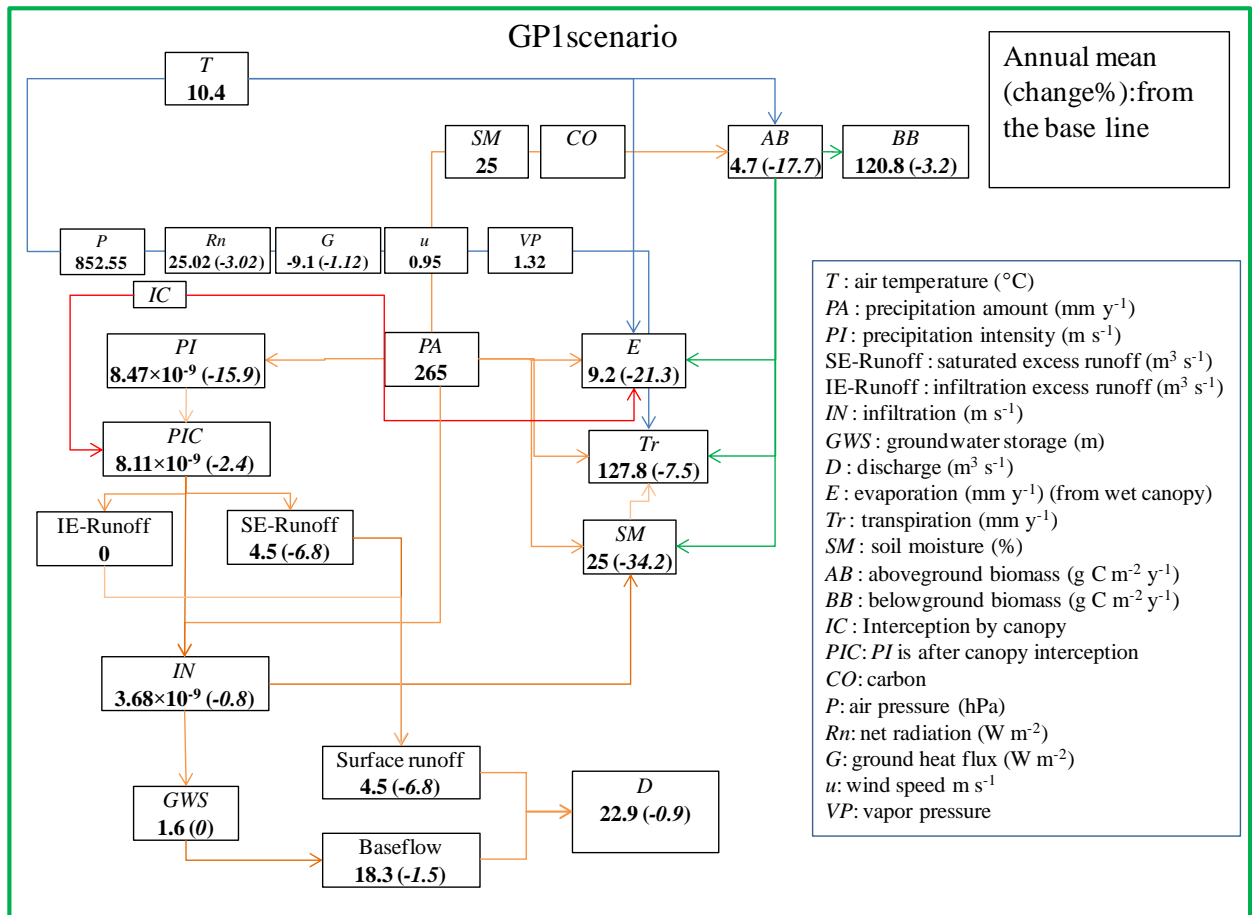 GP1scenario
Annual mean
(change%):from
the base line
T
10.4
SM
25
CO
AB
4.7 (-17.7)
BB
120.8 (-3.2)
P
852.55
Rn
25.02 (-3.02)
G
-9.1 (-1.12)
u
0.95
VP
1.32
IC
PI
8.47×10⁻⁹ (-15.9)
PA
265
E
9.2 (-21.3)
PIC
8.11×10⁻⁹ (-2.4)
Tr
127.8 (-7.5)
IE-Runoff
0
SE-Runoff
4.5 (-6.8)
SM
25 (-34.2)
IN
3.68×10⁻⁹ (-0.8)
Surface runoff
4.5 (-6.8)
GWS
1.6 (0)
D
22.9 (-0.9)
Baseflow
18.3 (-1.5)
T : air temperature (°C)
PA : precipitation amount (mm y⁻¹)
PI : precipitation intensity (m s⁻¹)
SE-Runoff : saturated excess runoff (m³ s⁻¹)
IE-Runoff : infiltration excess runoff (m³ s⁻¹)
IN : infiltration (m s⁻¹)
GWS : groundwater storage (m)
D : discharge (m³ s⁻¹)
E : evaporation (mm y⁻¹) (from wet canopy)
Tr : transpiration (mm y⁻¹)
SM : soil moisture (%)
AB : aboveground biomass (g C m⁻² y⁻¹)
BB : belowground biomass (g C m⁻² y⁻¹)
IC : Interception by canopy
PIC: PI is after canopy interception
CO: carbon
P: air pressure (hPa)
Rn: net radiation (W m⁻²)
G: ground heat flux (W m⁻²)
u: wind speed m s⁻¹
VP: vapor pressure